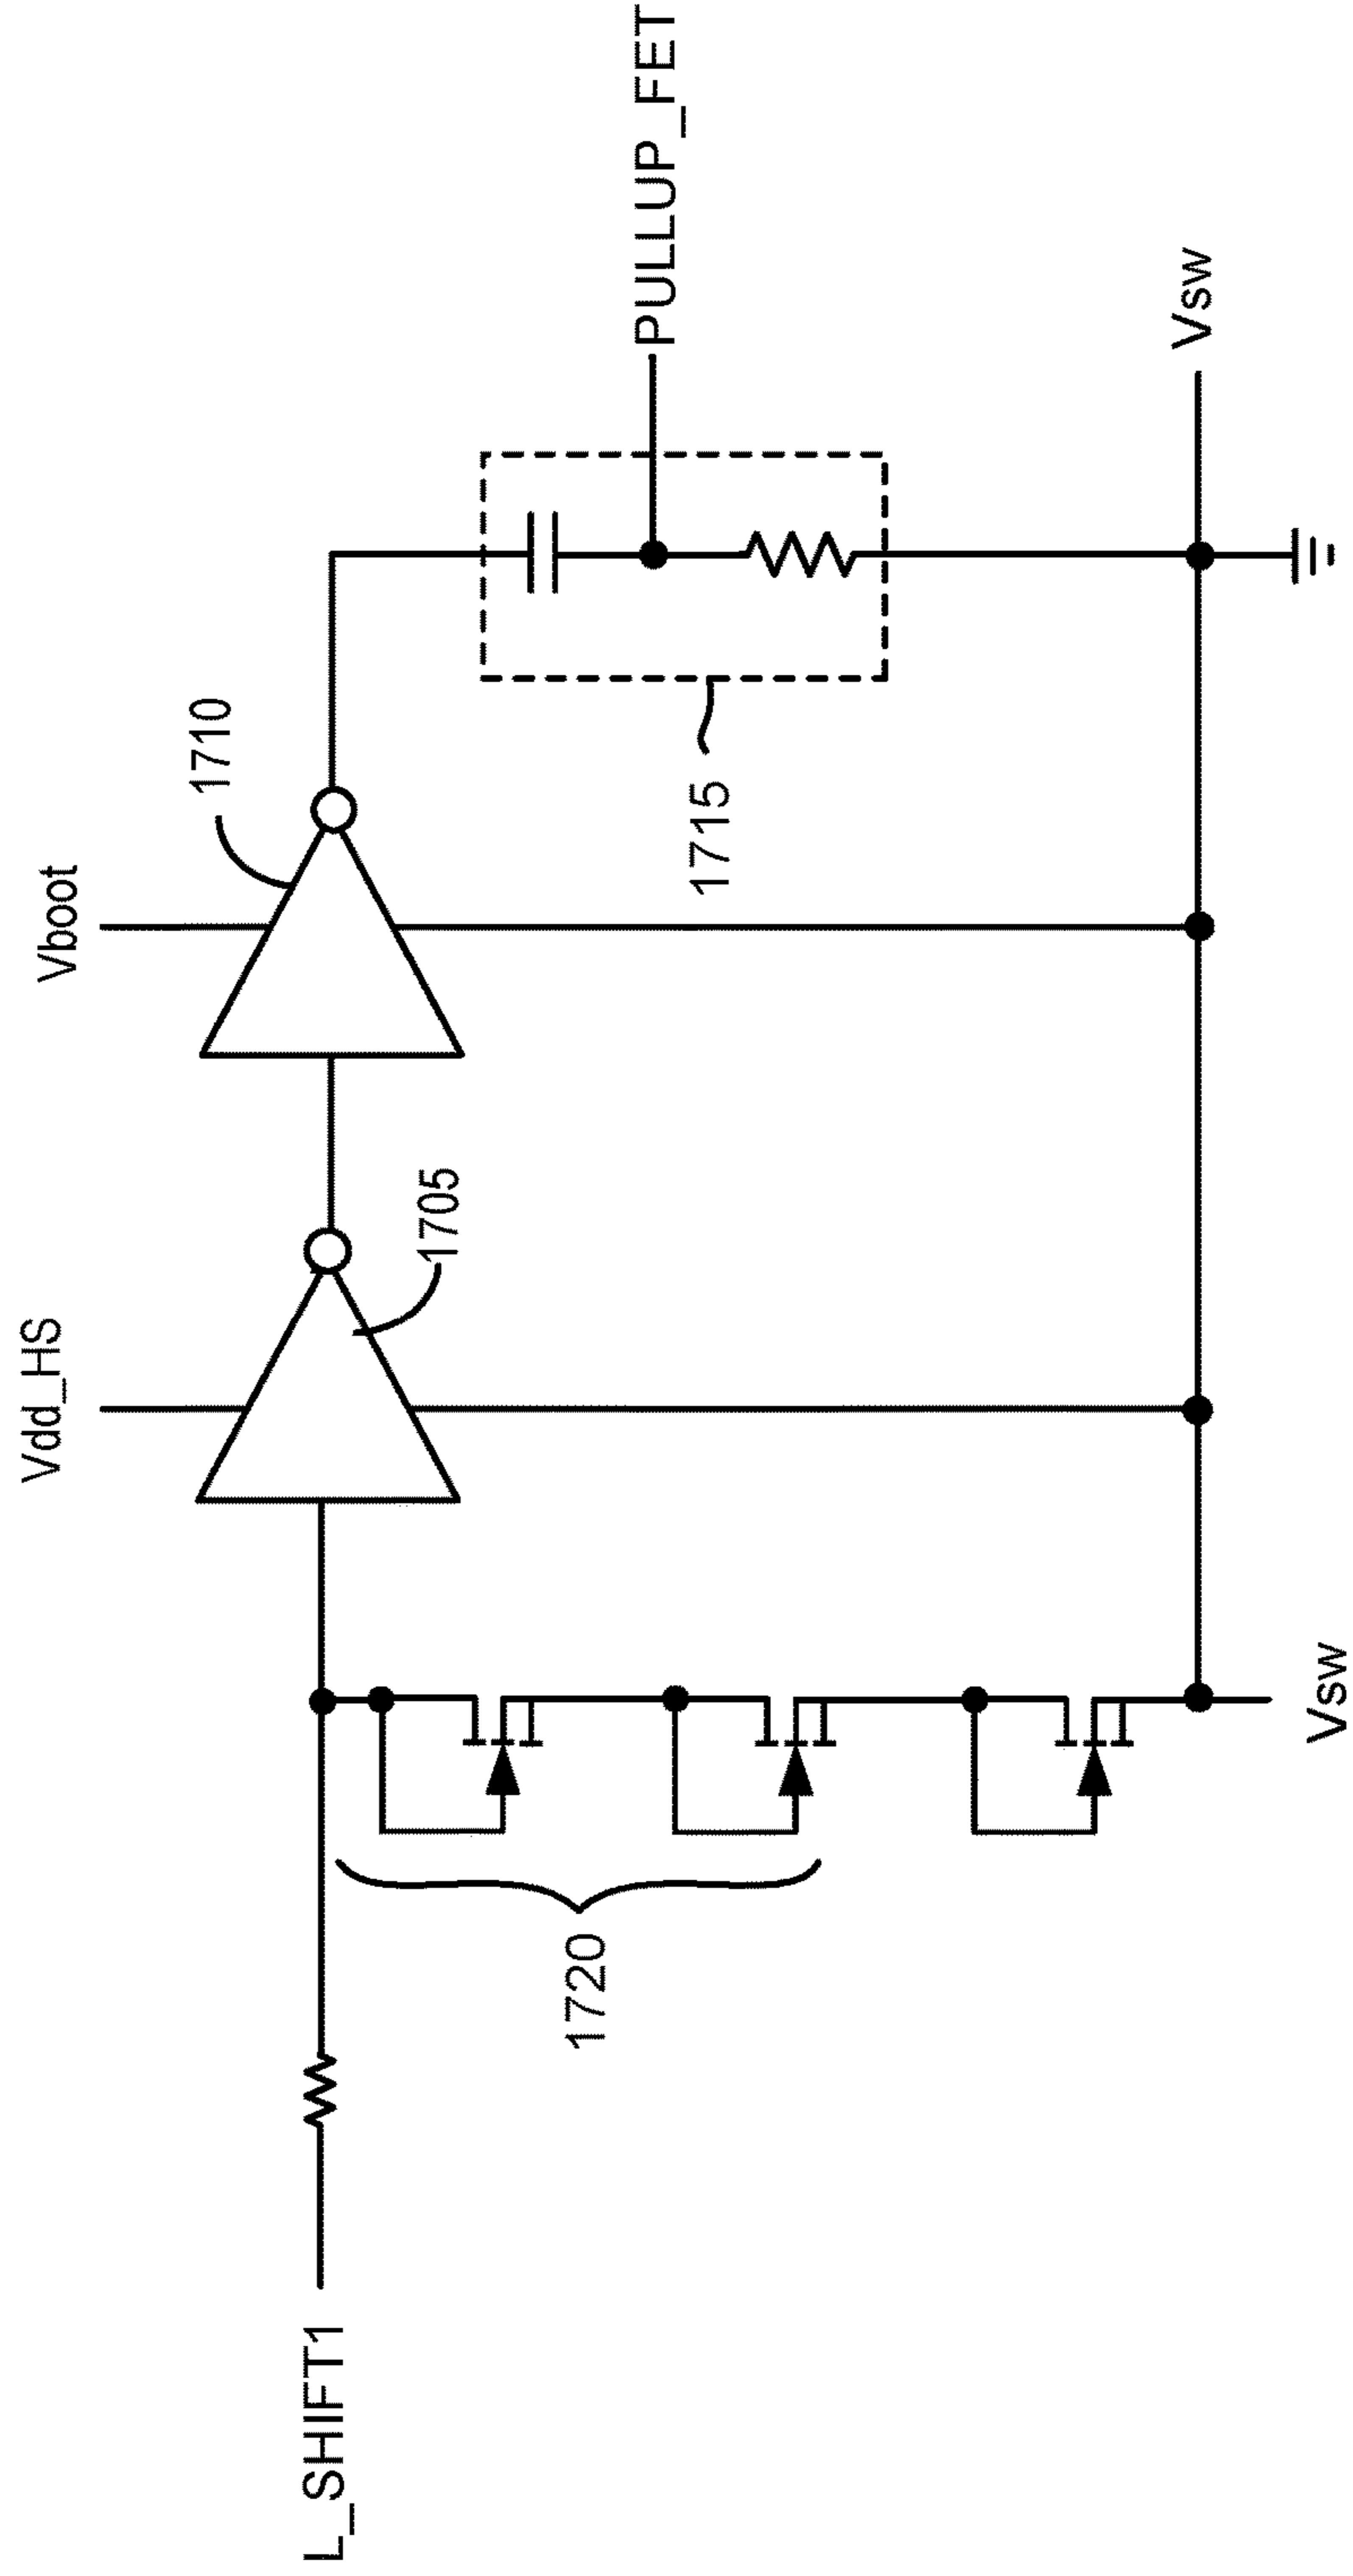 Vdd_HS
Vboot
1710
1705
L_SHIFT1
PULLUP_FET
1720
1715
Vsw
Vsw